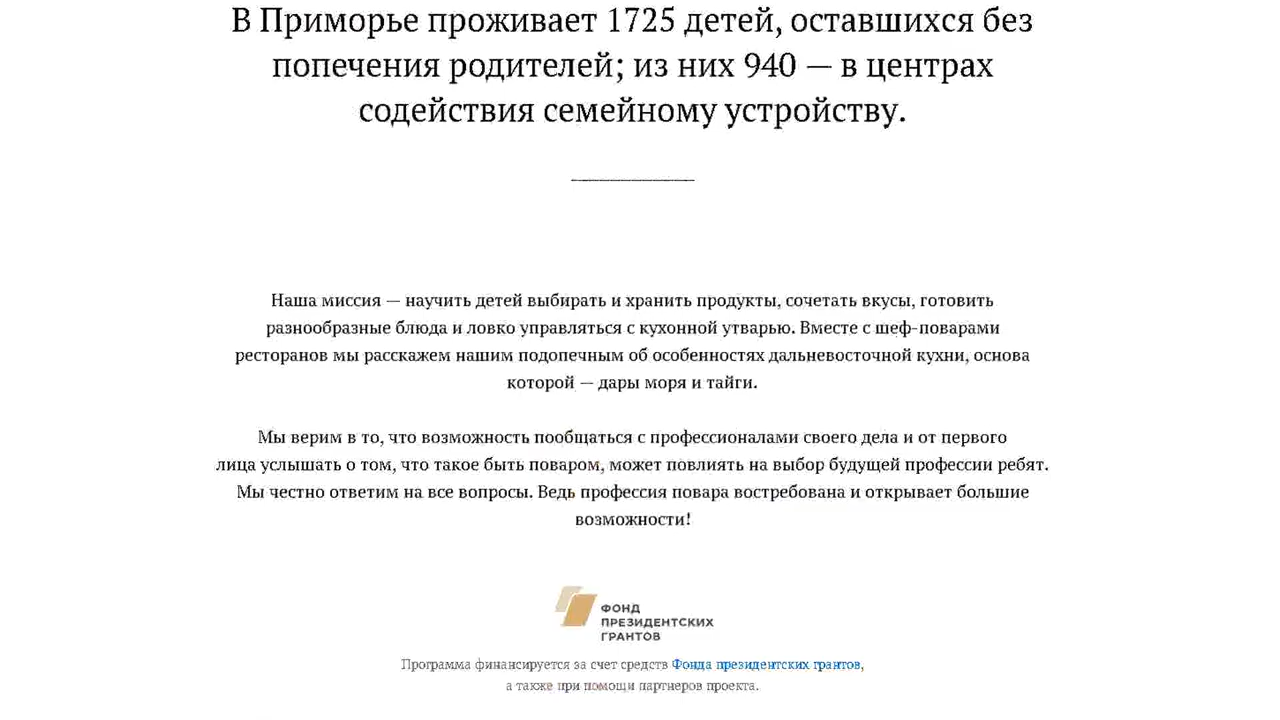 В Приморье проживает 1725 детей, оставшихся без
попечения родителей; из них 940 — в центрах
содействия семейному устройству.
Наша миссия — научить детей выбирать и хранить продукты, сочетать вкусы, готовить
разнообразные блюда и ловко управляться с кухонной утварью. Вместе с шеф-поварами
ресторанов мы расскажем нашим подопечным об особенностях дальневосточной кухни, основа
которой — дары моря и тайги.
Мы верим в то, что возможность пообщаться с профессионалами своего дела и от первого
лица услышать о том, что такое быть поваром, может повлиять на выбор будущей профессии ребят.
Мы честно ответим на все вопросы. Ведь профессия повара востребована и открывает большие
возможности!
ФОНД
ПРЕЗИДЕНТСКИХ
ГРАНТОВ
Программа финансируется за счет средств Фонда президентских грантов,
а также при помощи партнеров проекта.